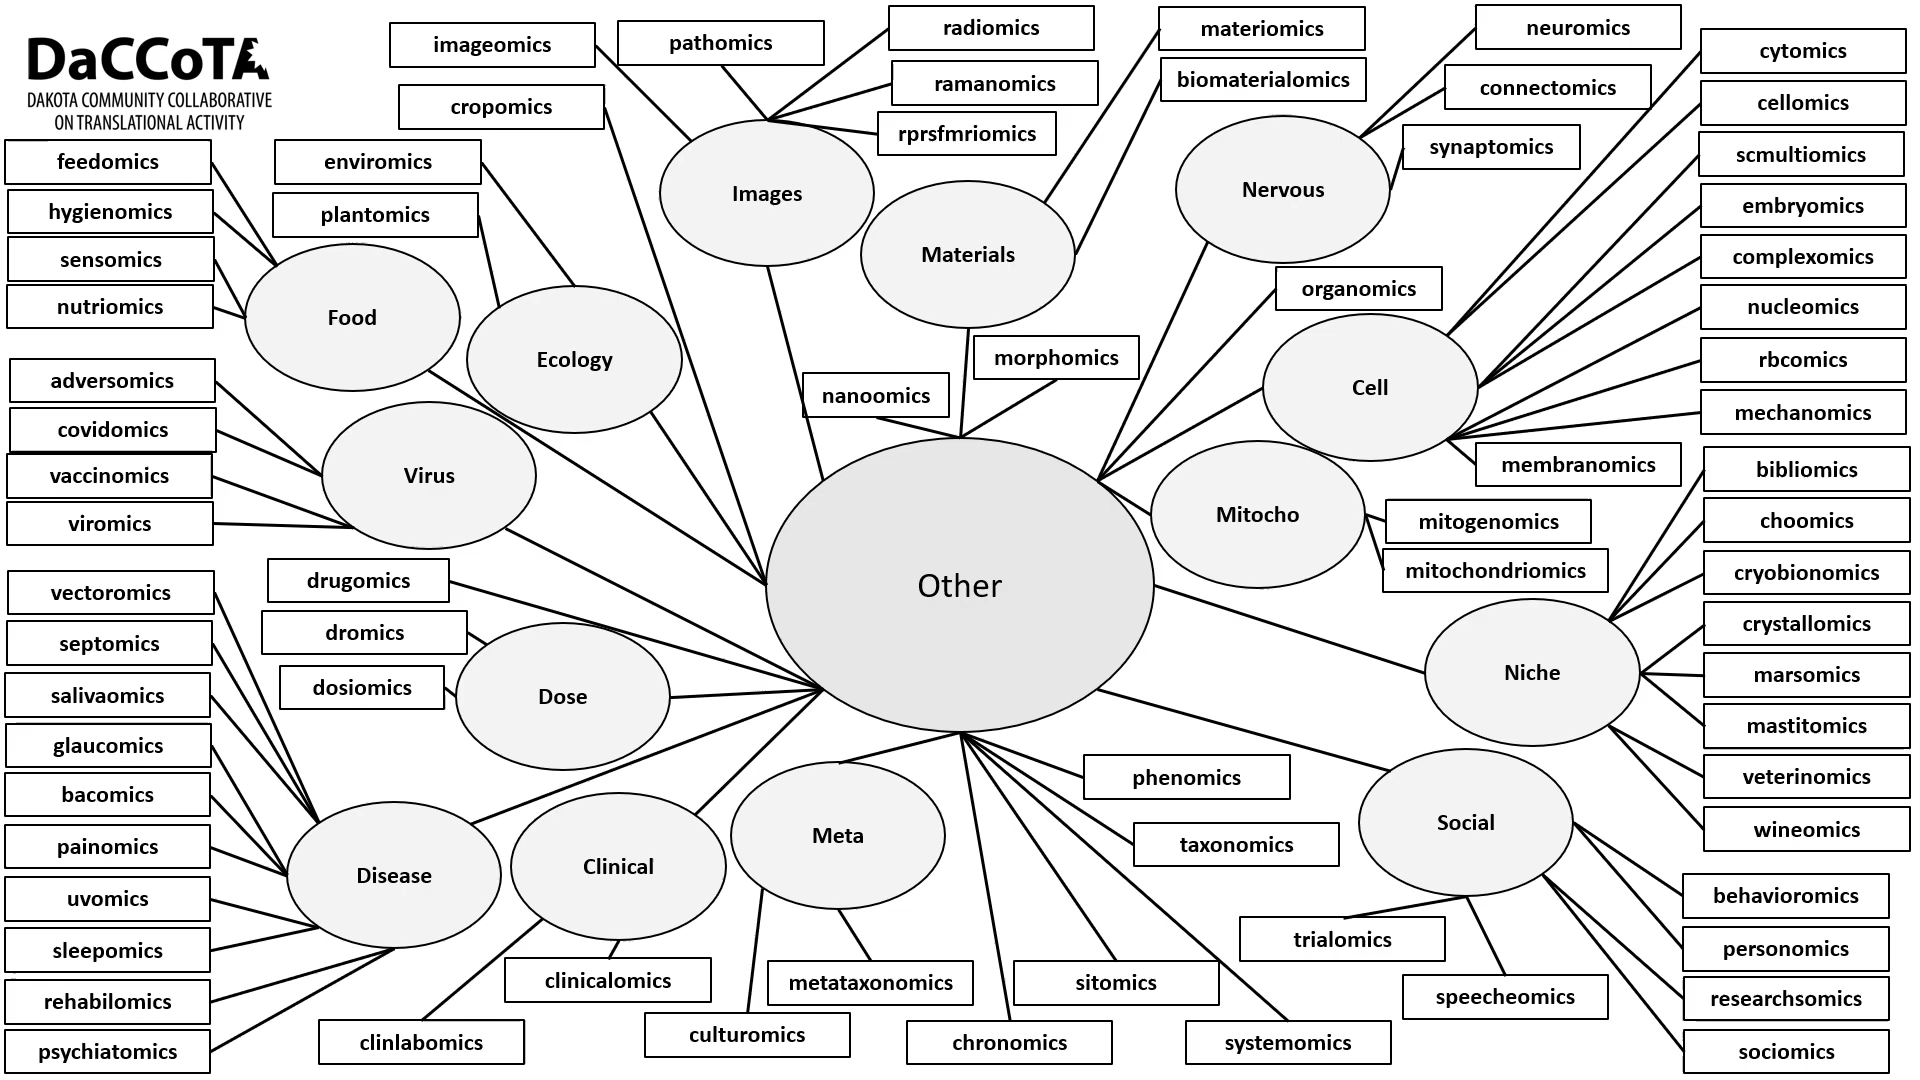 DaCCoTA
DAKOTA COMMUNITY COLLABORATIVE
ON TRANSLATIONAL ACTIVITY
imageomics
pathomics
radiomics
ramanomics
rprsfmriomics
materiomics
biomaterialomics
neuromics
connectomics
synaptomics
cropomics
enviromics
plantomics
feedomics
hygienomics
sensomics
nutriomics
Food
Ecology
Images
Materials
Nervous
cytomics
cellomics
scmultiomics
embryomics
complexomics
nucleomics
rbcomics
mechanomics
membranomics
organomics
Cell
morphomics
nanoomics
adversomics
covidomics
vaccinomics
viromics
Virus
Other
Mitocho
mitogenomics
mitochondriomics
bibliomics
choomics
cryobionomics
crystallomics
marsomics
mastitomics
veterinomics
wineomics
Niche
drugomics
dromics
dosiomics
Dose
vectoromics
septomics
salivaomics
glaucomics
bacomics
painomics
uvomics
sleepomics
rehabilomics
psychiatomics
Disease
Clinical
clinicalomics
clinlabomics
Meta
culturomics
metataxonomics
phenomics
taxonomics
sitomics
chronomics
systemomics
Social
trialomics
speecheomics
behavioromics
personomics
researchsomics
sociomics